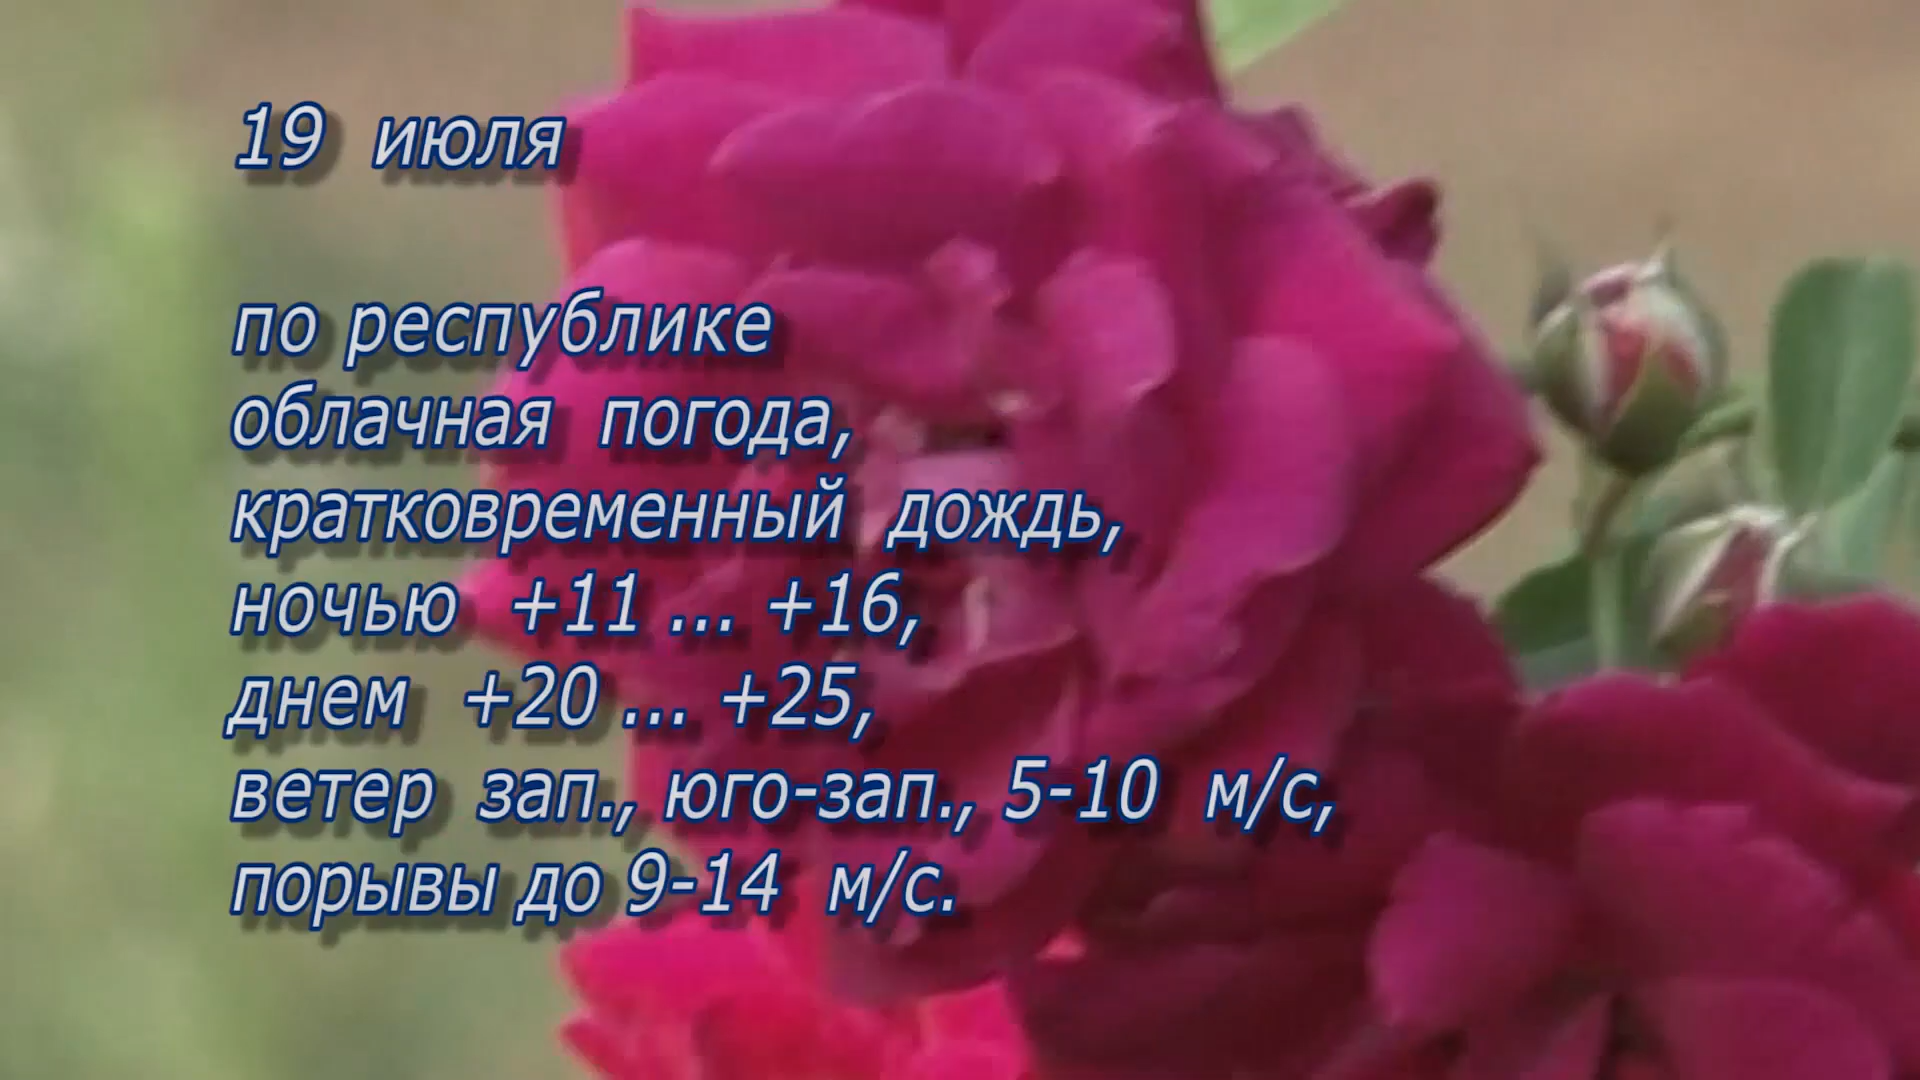 19 июля
по республике
облачная погода,
кратковременный дождь,
ночью +11 ... +16,
днем +20 ... +25,
ветер зап., юго-зап., 5-10 м/с,
порывы до 9-14 м/с.